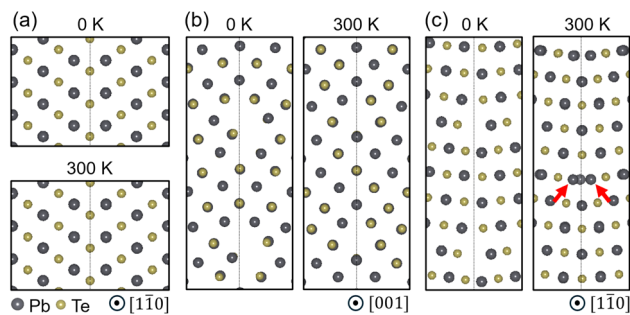 (a)
0 K
300 K
Pb Te [11̅0]
(b)
0 K 300 K
[001]
(c)
0 K 300 K
[11̅0]